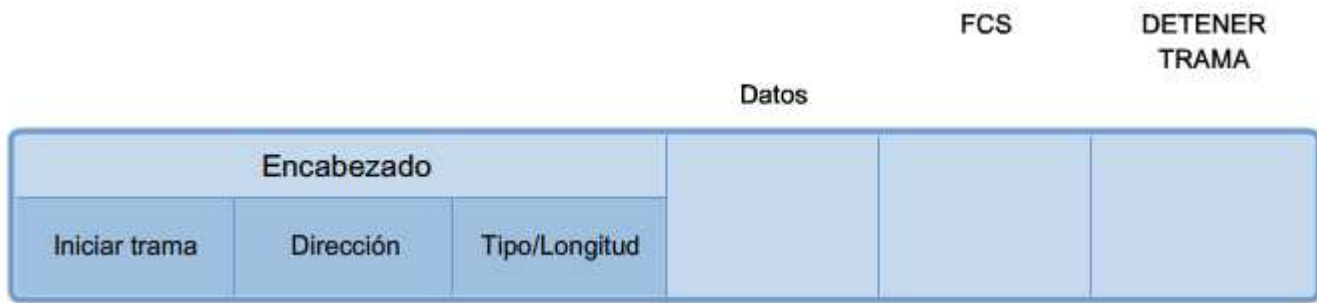 FCS
DETENER
TRAMA
Datos
Encabezado
Iniciar trama
Dirección
Tipo/Longitud